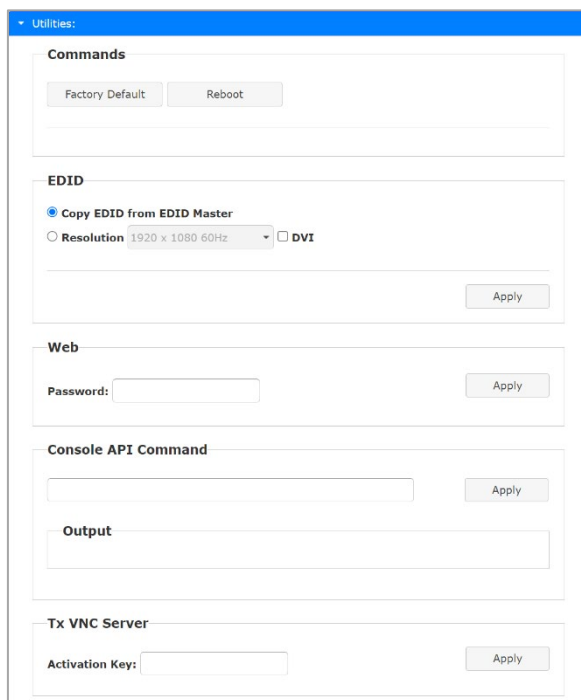 Utilities:
Commands
Factory Default Reboot
EDID
Copy EDID from EDID Master
Resolution 1920 x 1080 60Hz DVI
Apply
Web
Password: Apply
Console API Command
Apply
Output
Tx VNC Server
Activation Key: Apply